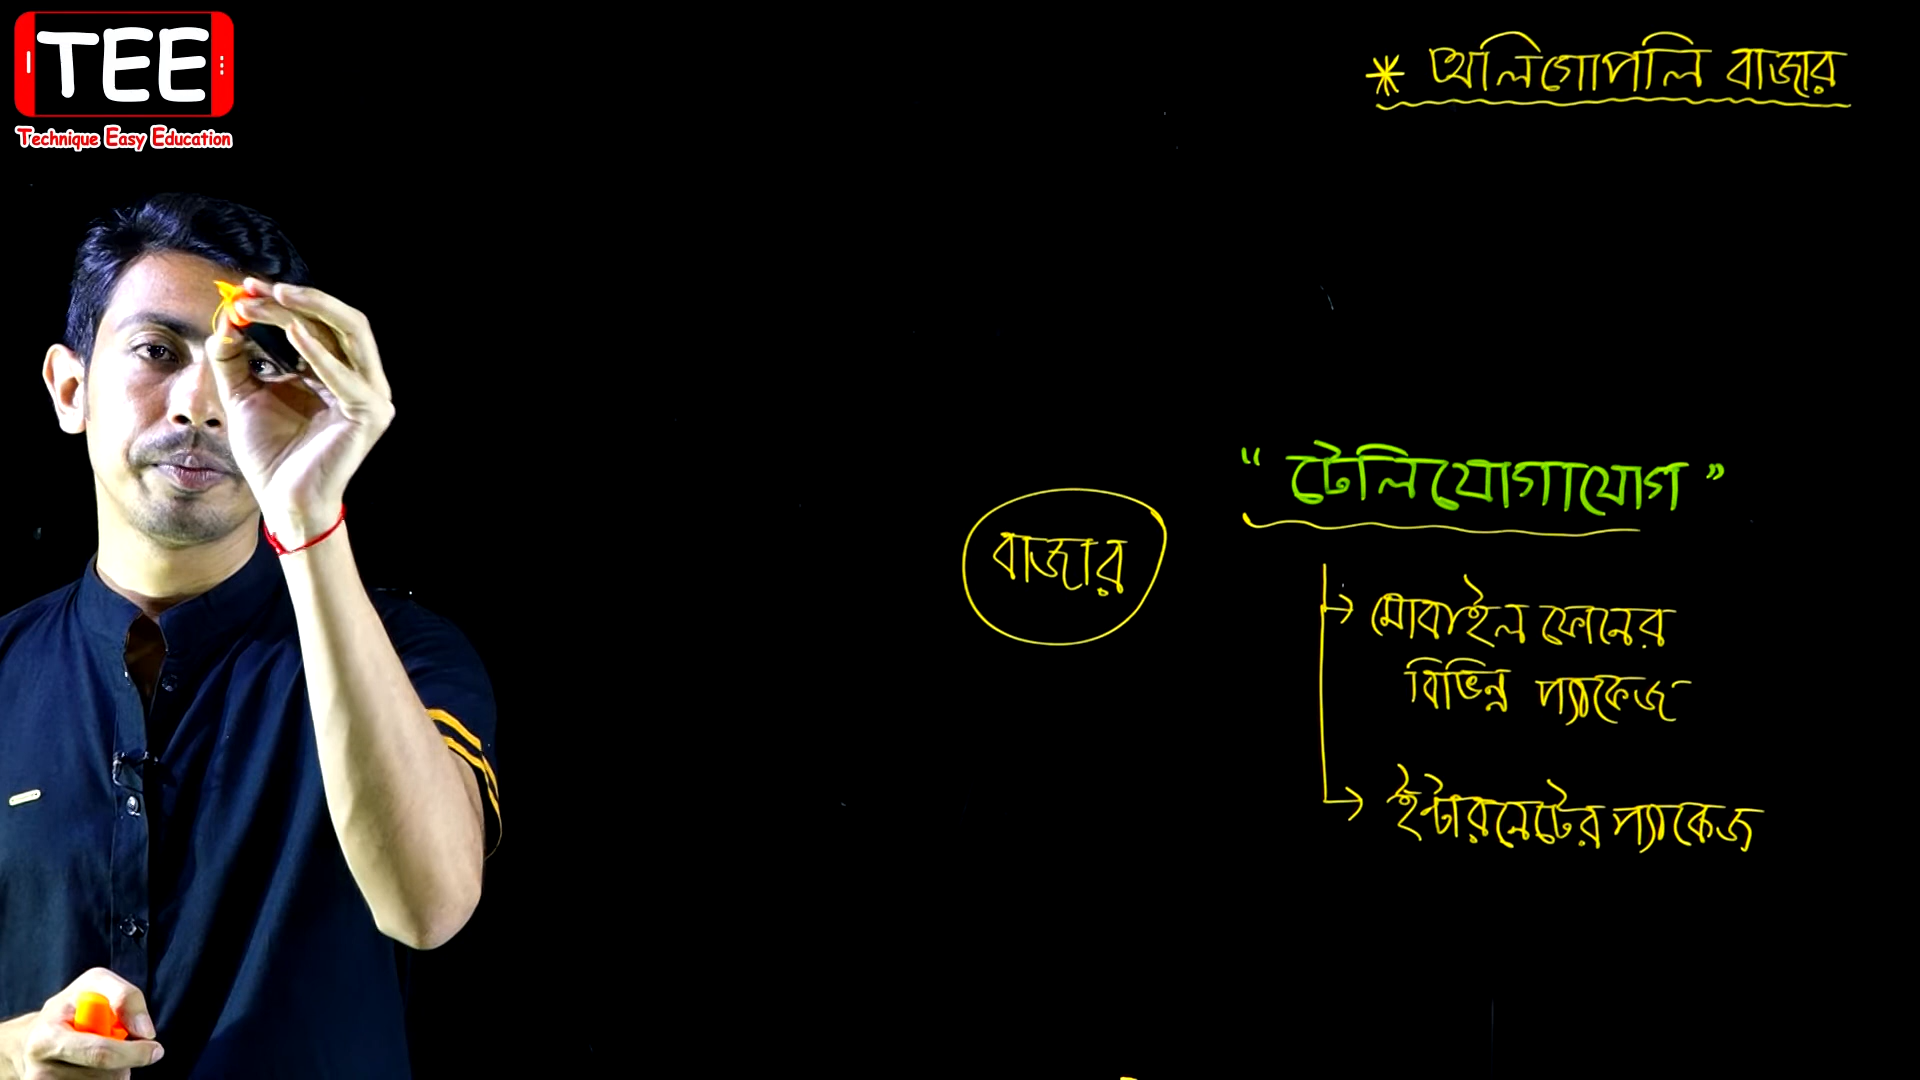 TEE
Technique Easy Education
* অলিগোপলি বাজার
“ টেলিযোগাযোগ ”
বাজার
মোবাইল ফোনের
বিভিন্ন প্যাকেজ
ইন্টারনেটের প্যাকেজ